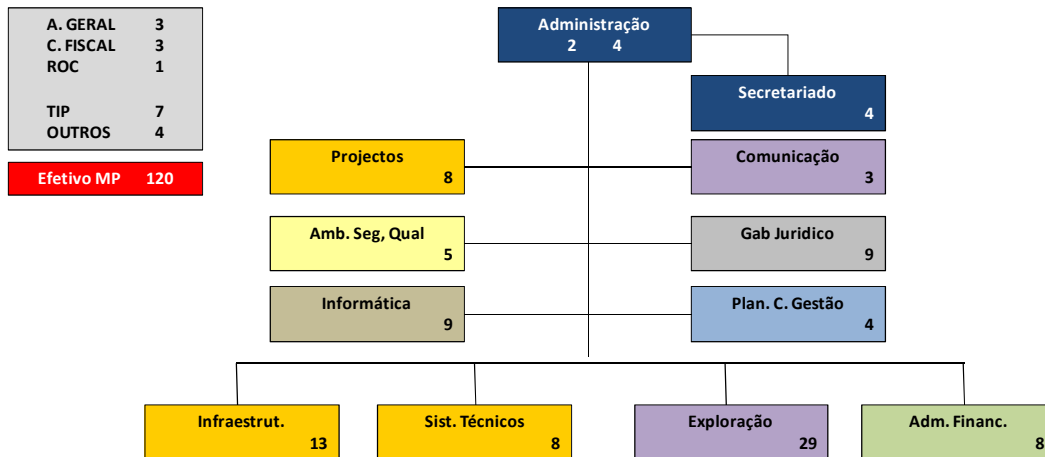 A. GERAL 3
C. FISCAL 3
ROC 1
TIP 7
OUTROS 4
Efetivo MP 120
Administração
2 4
Secretariado
4
Projectos
8
Comunicação
3
Amb. Seg, Qual
5
Gab Juridico
9
Informática
9
Plan. C. Gestão
4
Infraestrut.
13
Sist. Técnicos
8
Exploração
29
Adm. Financ.
8